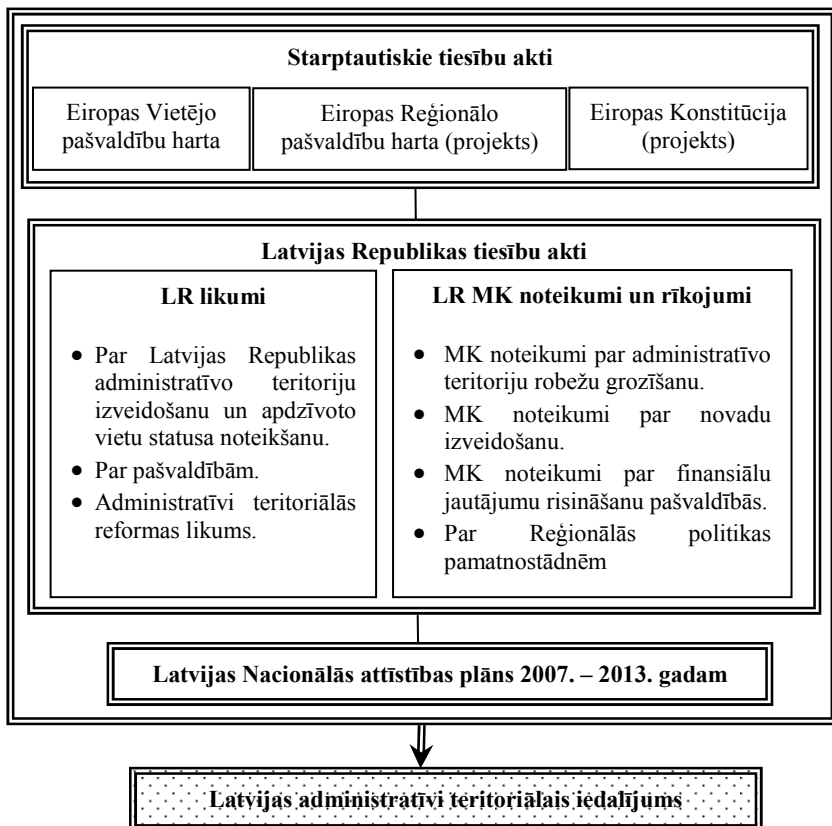 Starptautiskie tiesību akti
Eiropas Vietējo
pašvaldību harta
Eiropas Reģionālo
pašvaldību harta (projekts)
Eiropas Konstitūcija
(projekts)
Latvijas Republikas tiesību akti
LR likumi
• Par Latvijas Republikas
administratīvo teritoriju
izveidošanu un apdzīvoto
vietu statusa noteikšanu.
• Par pašvaldībām.
• Administratīvi teritoriālās
reformas likums.
LR MK noteikumi un rīkojumi
• MK noteikumi par administratīvo
teritoriju robežu grozīšanu.
• MK noteikumi par novadu
izveidošanu.
• MK noteikumi par finansiālu
jautājumu risināšanu pašvaldībās.
• Par Reģionālās politikas
pamatnostādnēm
Latvijas Nacionālās attīstības plāns 2007. – 2013. gadam
Latvijas administratīvi teritoriālais iedalījums